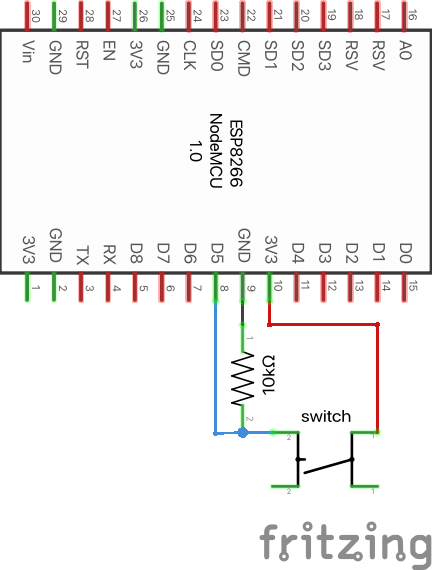 30 29 28 27 26 25 24 23 22 21 20 19 18 17 16
Vin GND RST EN 3V3 GND CLK SD0 CMD SD1 SD2 SD3 RSV RSV A0
ESP8266
NodeMCU
1.0
3V3 GND TX RX D8 D7 D6 D5 GND 3V3 D4 D3 D2 D1 D0
1 2 3 4 5 6 7 8 9 10 11 12 13 14 15
1
10kΩ
2
switch
2 1
2 1
fritzing